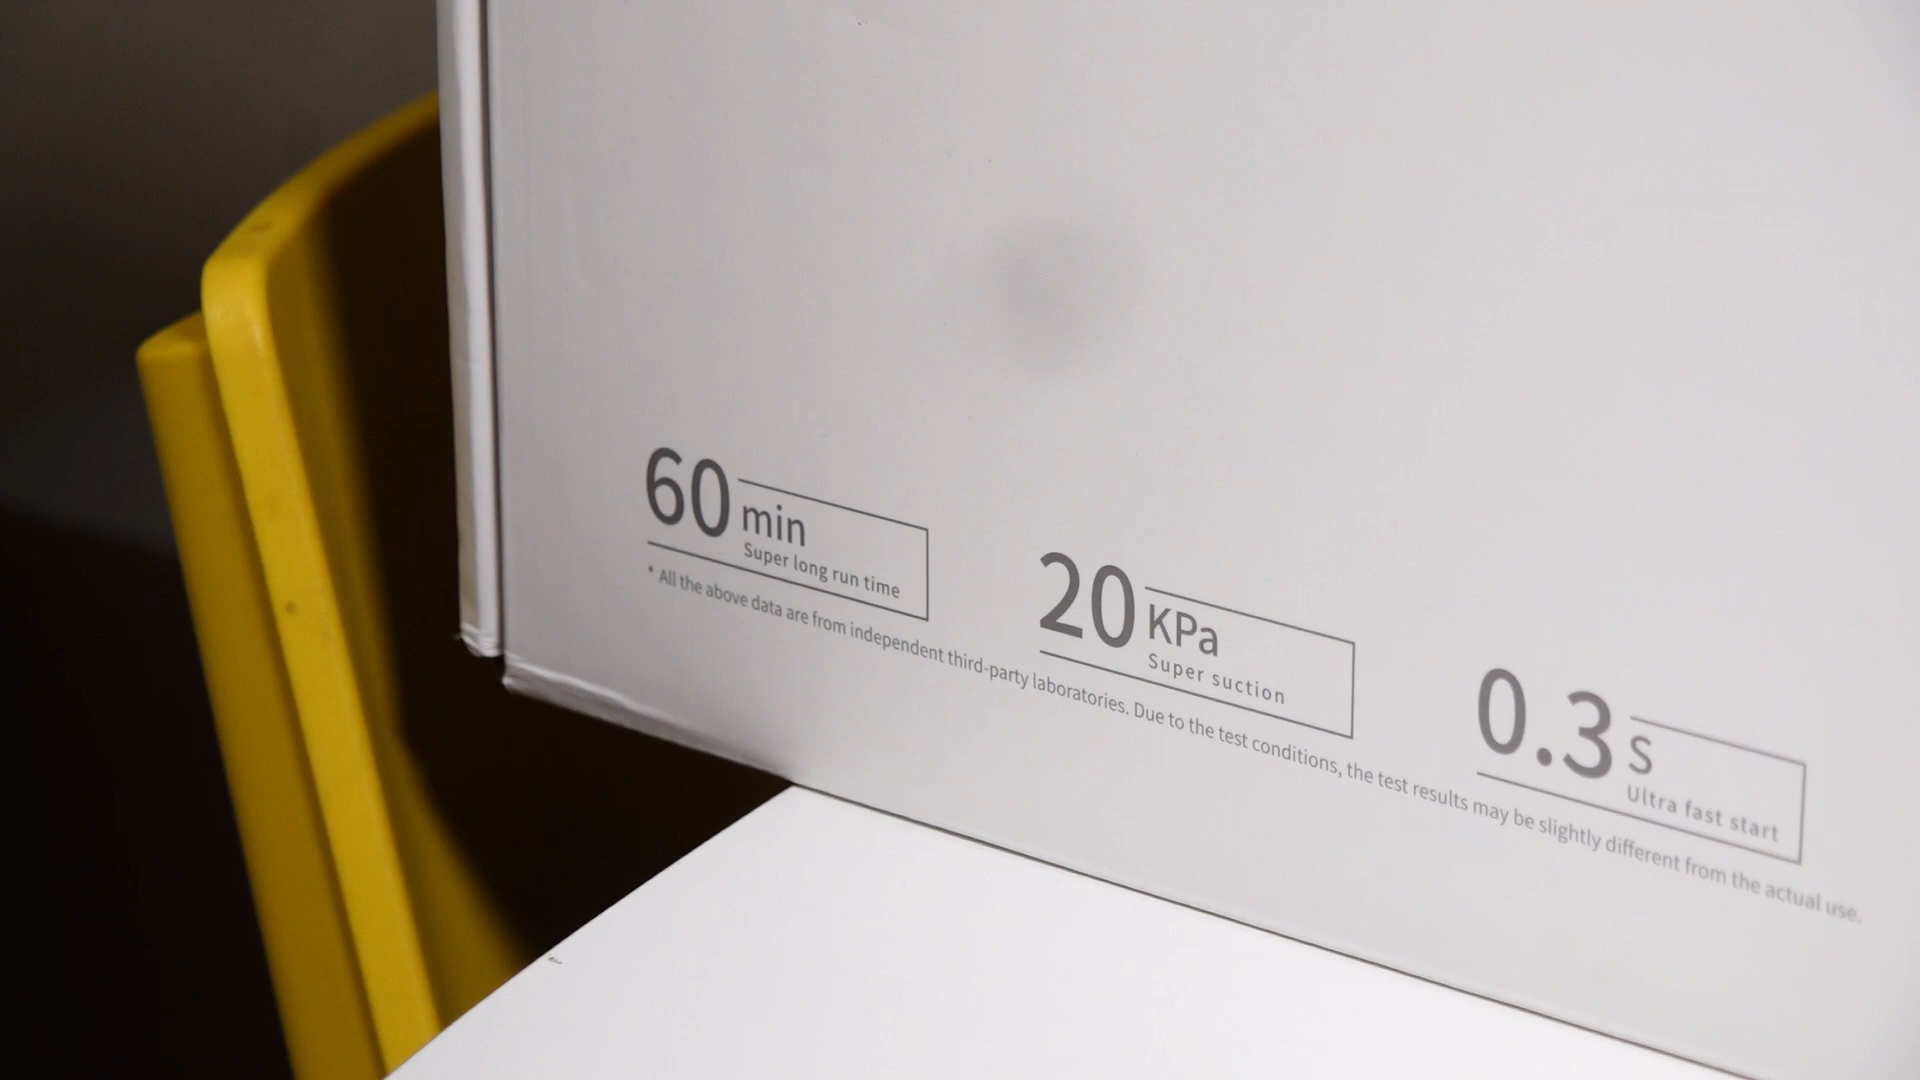 60 min
Super long run time
20 KPa
Super suction
0.3 S
Ultra fast start
* All the above data are from independent third-party laboratories. Due to the test conditions, the test results may be slightly different from the actual use.